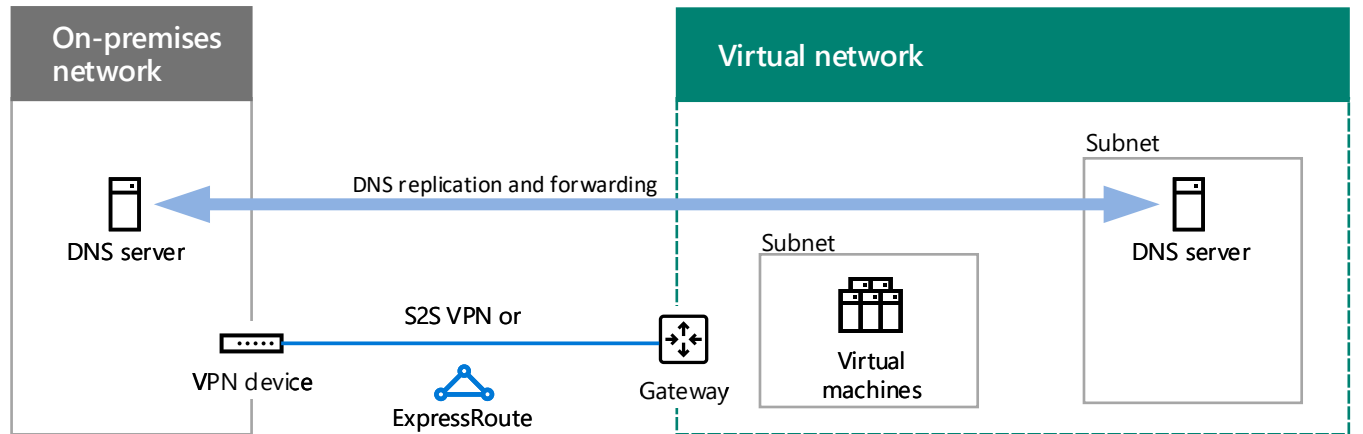 On-premises
network
Virtual network
Subnet
DNS replication and forwarding
DNS server
Subnet
DNS server
S2S VPN or
VPN device
ExpressRoute
Gateway
Virtual
machines